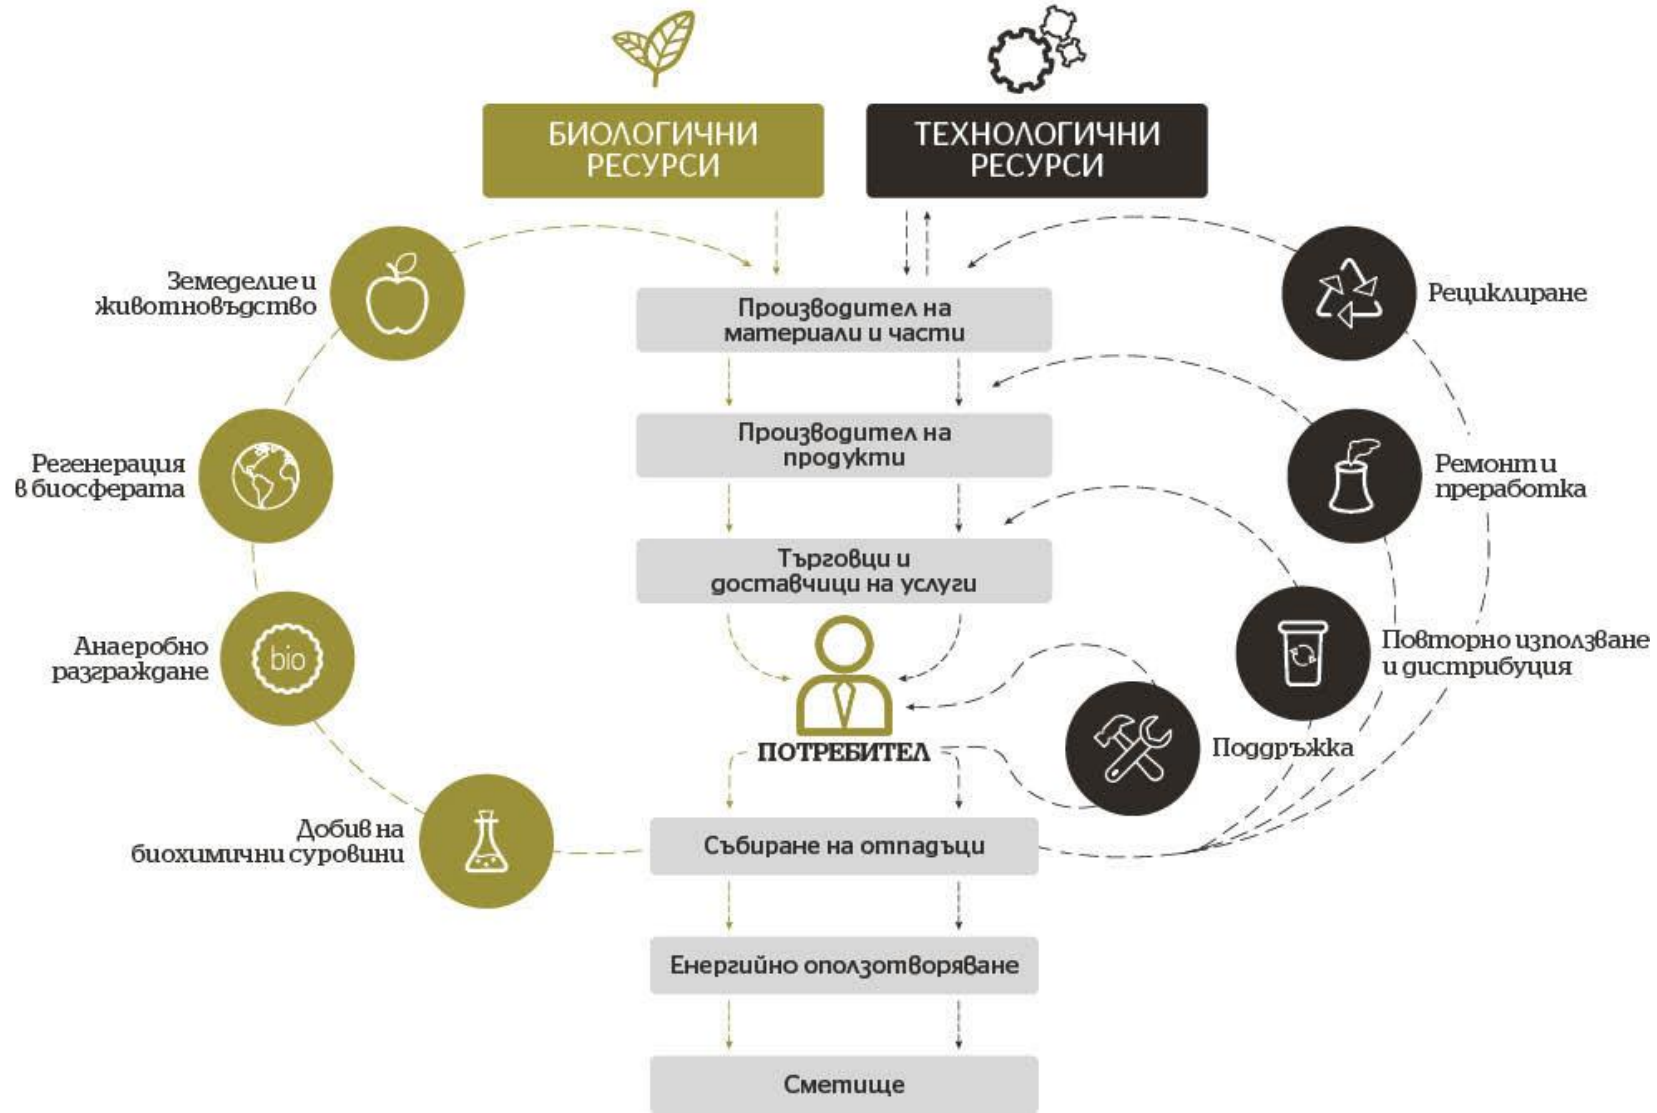 БИОЛОГИЧНИ
РЕСУРСИ
ТЕХНОЛОГИЧНИ
РЕСУРСИ
Земеделие и
животновъдство
Производител на
материали и части
Рециклиране
Регенерация
в биосферата
Производител на
продукти
Ремонт и
преработка
Търговци и
доставчици на услуги
Анаеробно
разграждане
bio
Повторно използване
и дистрибуция
ПОТРЕБИТЕЛ
Поддръжка
Добив на
биохимични суровини
Събиране на отпадъци
Енергийно оползотворяване
Сметище